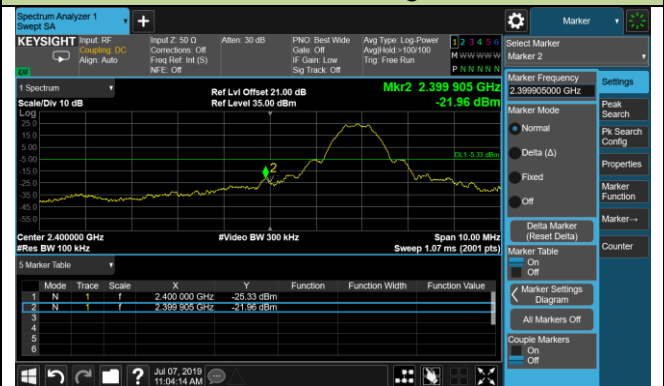 Spectrum Analyzer 1
Swept SA
+
Marker
KEYSIGHT
Input: RF
Coupling: DC
Align: Auto
Input Z: 50 Ω
Corrections: Off
Freq Ref: Int (S)
NFE: Off
Atten: 30 dB
PNO: Best Wide
Gate: Off
IF Gain: Low
Sig Track: Off
Avg Type: Log-Power
Avg|Hold:>100/100
Trig: Free Run
1 2 3 4 5 6
M W W W W W
P N N N N N
1 Spectrum
Scale/Div 10 dB
Ref Lvl Offset 21.00 dB
Ref Level 35.00 dBm
Mkr2 2.399 905 GHz
-21.96 dBm
Log
25.0
15.0
5.00
-5.00
-15.0
-25.0
-35.0
-45.0
-55.0
2
DL1 -5.33 dBm
Center 2.400000 GHz
#Res BW 100 kHz
#Video BW 300 kHz
Span 10.00 MHz
Sweep 1.07 ms (2001 pts)
5 Marker Table
Mode Trace Scale X Y Function Function Width Function Value
1 N 1 f 2.400 000 GHz -25.33 dBm
2 N 1 f 2.399 905 GHz -21.96 dBm
3
4
5
6
Jul 07, 2019
11:04:14 AM
Select Marker
Marker 2
Marker Frequency
2.399905000 GHz
Marker Mode
Normal
Delta (Δ)
Fixed
Off
Delta Marker
(Reset Delta)
Marker Table
On
Off
Marker Settings
Diagram
All Markers Off
Couple Markers
On
Off
Settings
Peak
Search
Pk Search
Config
Properties
Marker
Function
Marker→
Counter